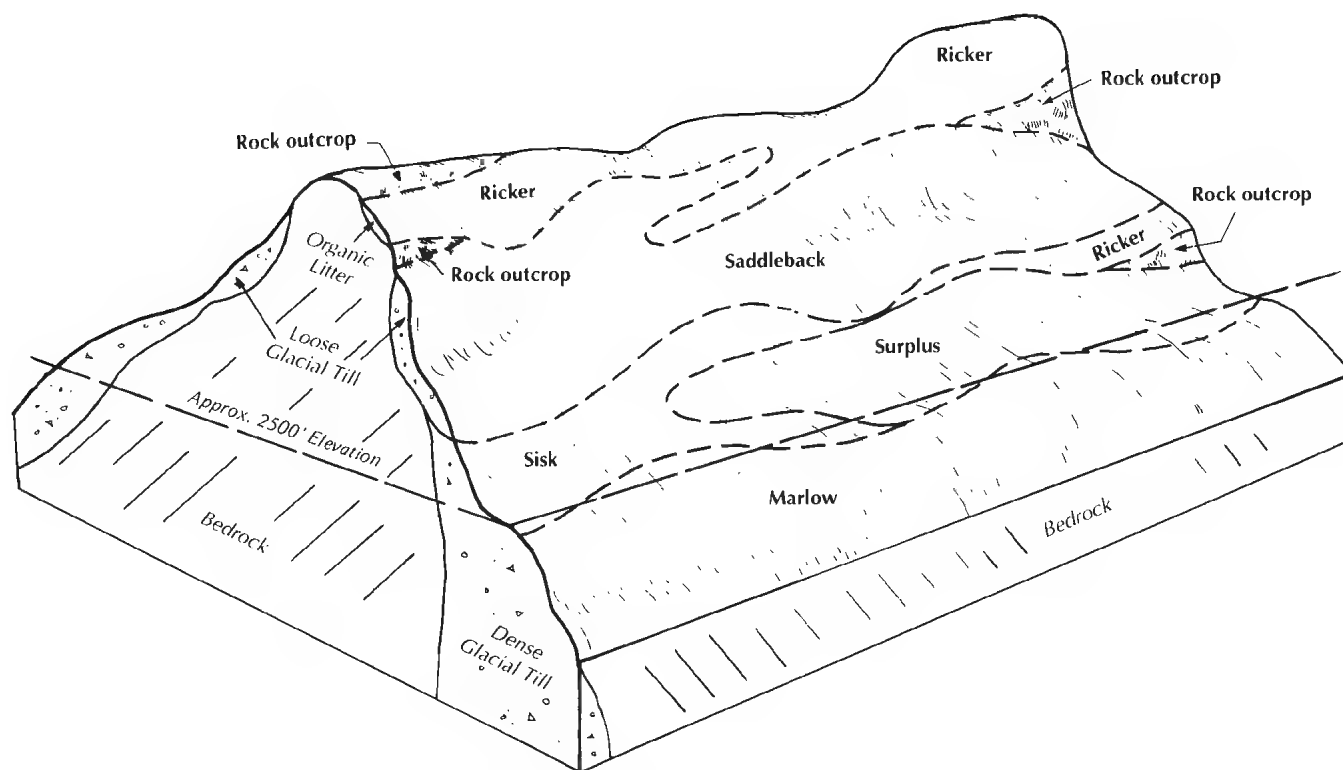 Ricker
Rock outcrop
Rock outcrop
Ricker
Rock outcrop
Ricker
Organic
Litter
Saddleback
Rock outcrop
Loose
Glacial Till
Surplus
Approx. 2500' Elevation
Sisk
Marlow
Bedrock
Bedrock
Dense
Glacial Till